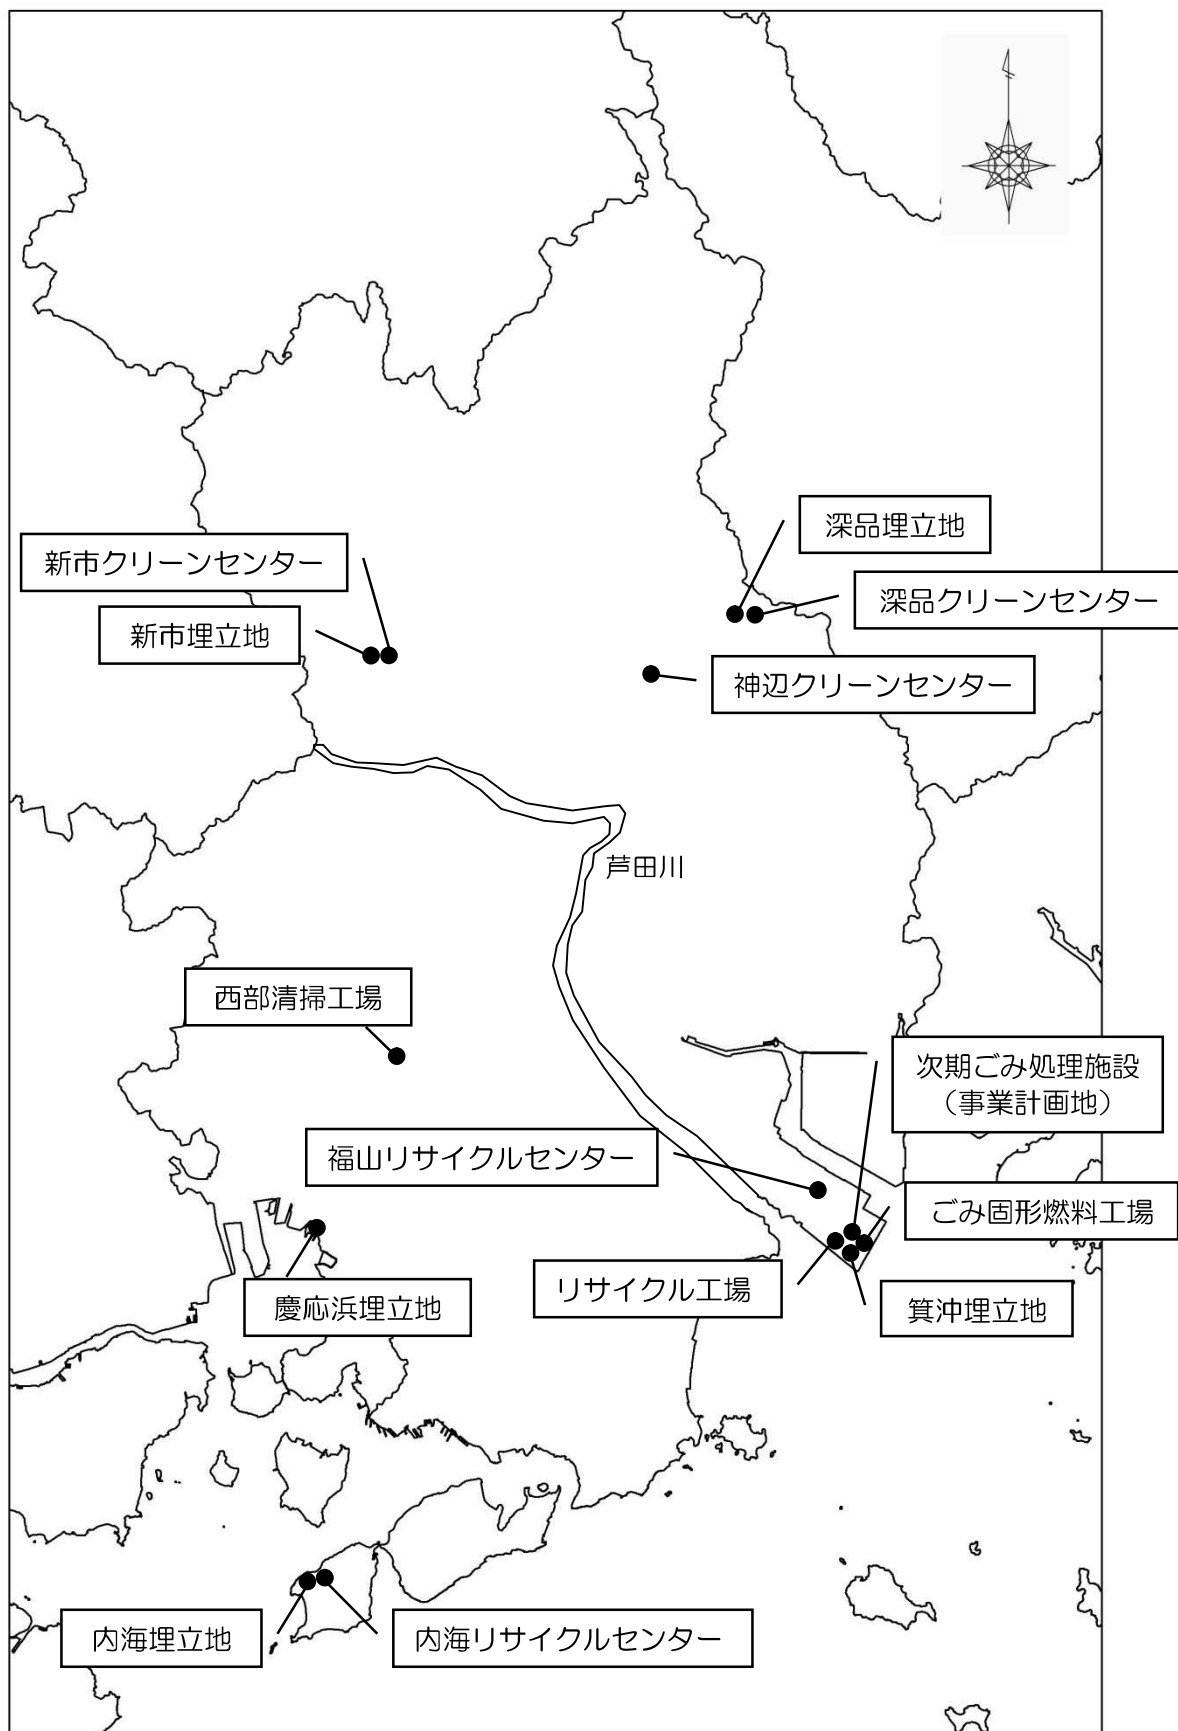 深品埋立地
新市クリーンセンター
深品クリーンセンター
新市埋立地
神辺クリーンセンター
芦田川
西部清掃工場
次期ごみ処理施設
（事業計画地）
福山リサイクルセンター
ごみ固形燃料工場
リサイクル工場
慶応浜埋立地
箕沖埋立地
内海埋立地
内海リサイクルセンター